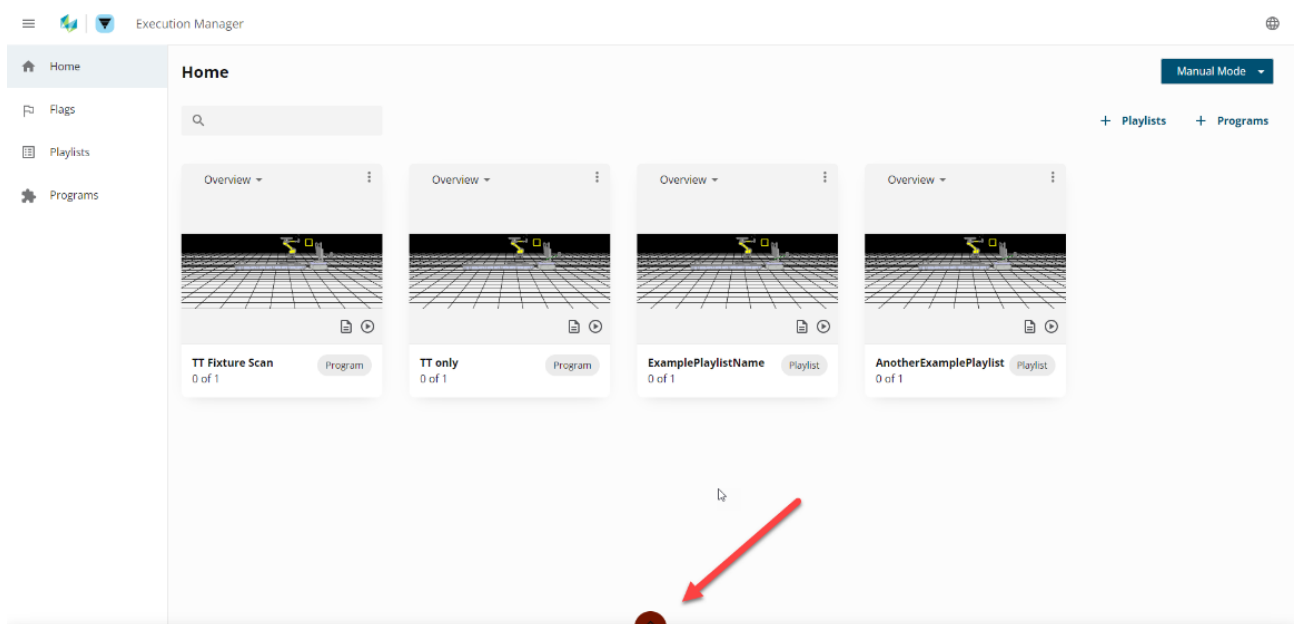 Execution Manager
Home
Flags
Playlists
Programs
Home
Manual Mode
+ Playlists + Programs
Overview Overview Overview Overview
TT Fixture Scan Program TT only Program ExamplePlaylistName Playlist AnotherExamplePlaylist Playlist
0 of 1 0 of 1 0 of 1 0 of 1